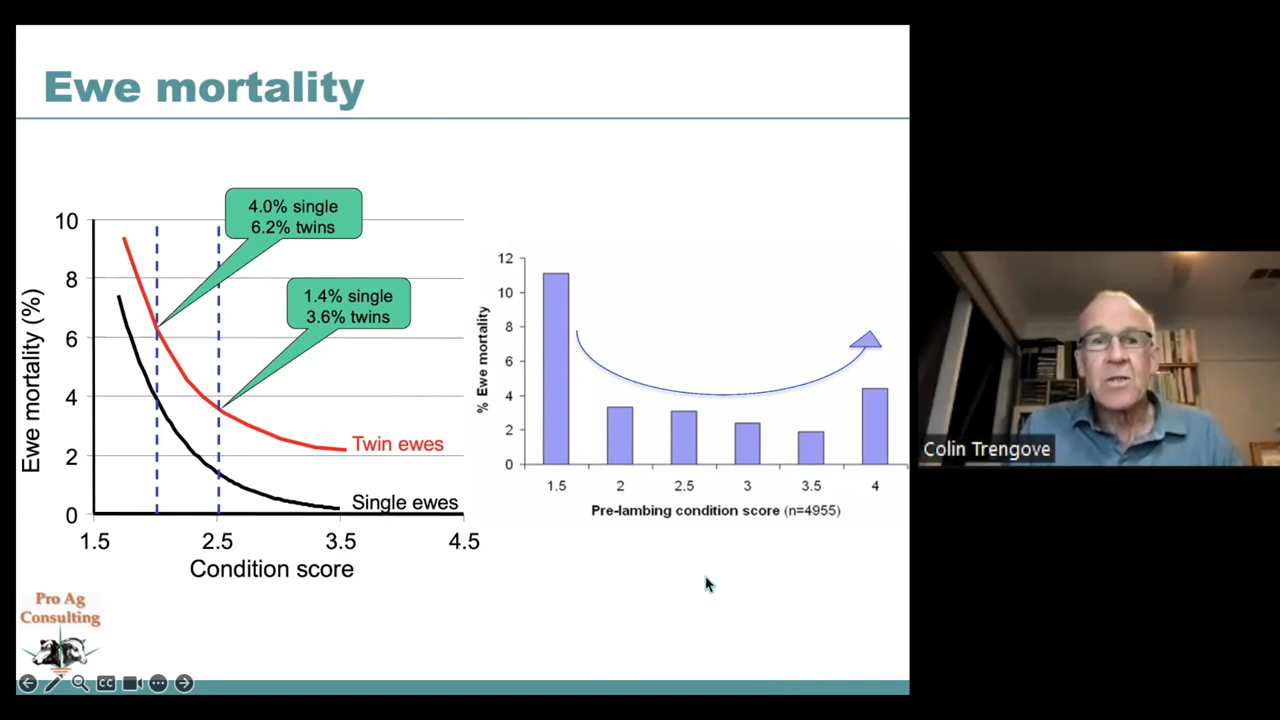 Ewe mortality
4.0% single
6.2% twins
1.4% single
3.6% twins
10
8
6
4
2
0
Ewe mortality (%)
Twin ewes
Single ewes
1.5
2.5
3.5
4.5
Condition score
12
10
8
6
4
2
0
% Ewe mortality
1.5
2
2.5
3
3.5
4
Pre-lambing condition score (n=4955)
Pro Ag
Consulting
CC
Colin Trengove